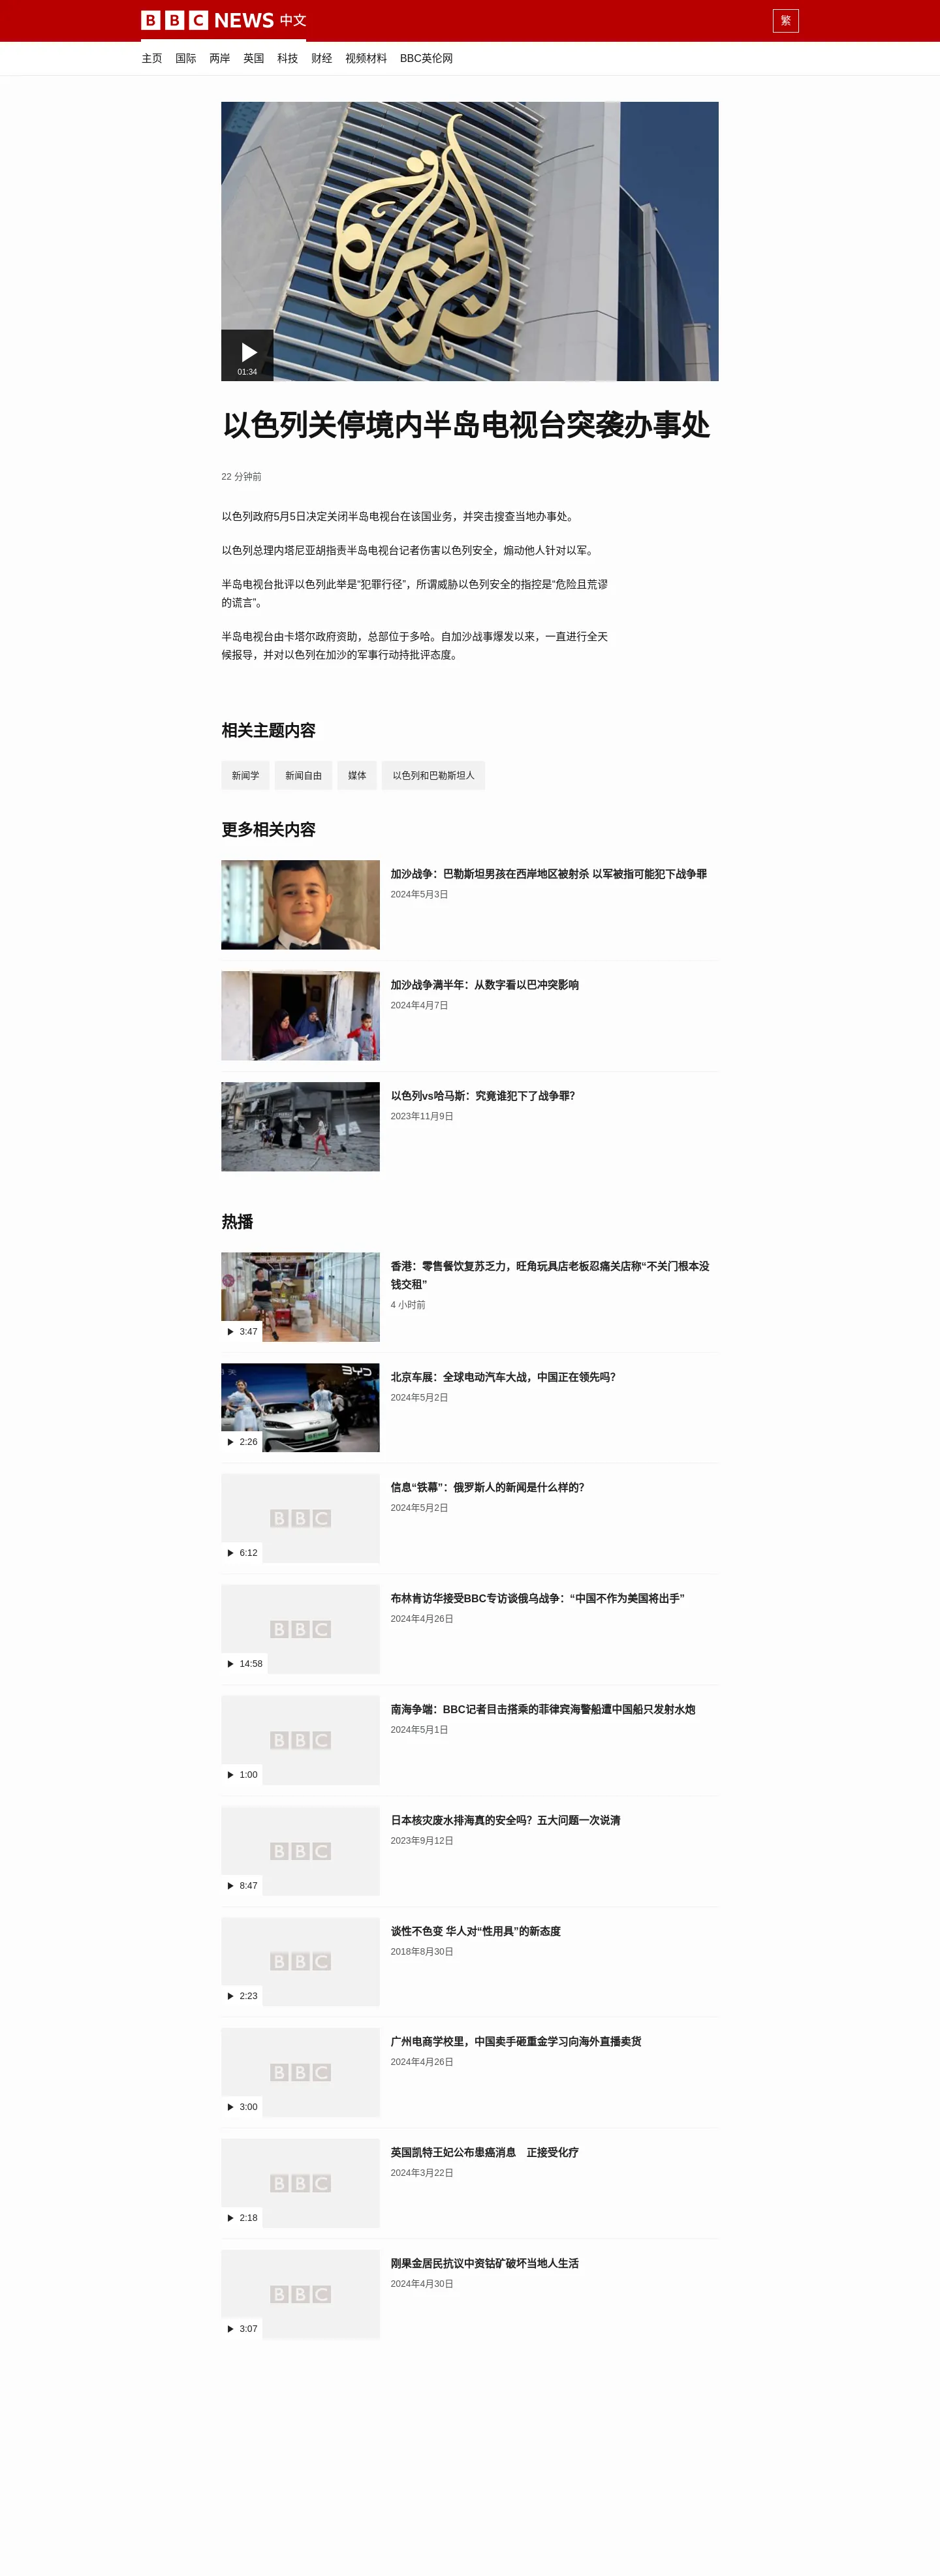 BBC NEWS 中文
繁
主页 国际 两岸 英国 科技 财经 视频材料 BBC英伦网
الجزيرة
01:34
以色列关停境内半岛电视台突袭办事处
22 分钟前
以色列政府5月5日决定关闭半岛电视台在该国业务，并突击搜查当地办事处。
以色列总理内塔尼亚胡指责半岛电视台记者伤害以色列安全，煽动他人针对以军。
半岛电视台批评以色列此举是“犯罪行径”，所谓威胁以色列安全的指控是“危险且荒谬
的谎言”。
半岛电视台由卡塔尔政府资助，总部位于多哈。自加沙战事爆发以来，一直进行全天
候报导，并对以色列在加沙的军事行动持批评态度。
相关主题内容
新闻学 新闻自由 媒体 以色列和巴勒斯坦人
更多相关内容
加沙战争：巴勒斯坦男孩在西岸地区被射杀 以军被指可能犯下战争罪
2024年5月3日
加沙战争满半年：从数字看以巴冲突影响
2024年4月7日
以色列vs哈马斯：究竟谁犯下了战争罪？
2023年11月9日
热播
香港：零售餐饮复苏乏力，旺角玩具店老板忍痛关店称“不关门根本没
钱交租”
4 小时前
3:47
北京车展：全球电动汽车大战，中国正在领先吗？
2024年5月2日
BYD
2:26
信息“铁幕”：俄罗斯人的新闻是什么样的？
2024年5月2日
BBC
6:12
布林肯访华接受BBC专访谈俄乌战争：“中国不作为美国将出手”
2024年4月26日
BBC
14:58
南海争端：BBC记者目击搭乘的菲律宾海警船遭中国船只发射水炮
2024年5月1日
BBC
1:00
日本核灾废水排海真的安全吗？五大问题一次说清
2023年9月12日
BBC
8:47
谈性不色变 华人对“性用具”的新态度
2018年8月30日
BBC
2:23
广州电商学校里，中国卖手砸重金学习向海外直播卖货
2024年4月26日
BBC
3:00
英国凯特王妃公布患癌消息　正接受化疗
2024年3月22日
BBC
2:18
刚果金居民抗议中资钴矿破坏当地人生活
2024年4月30日
BBC
3:07